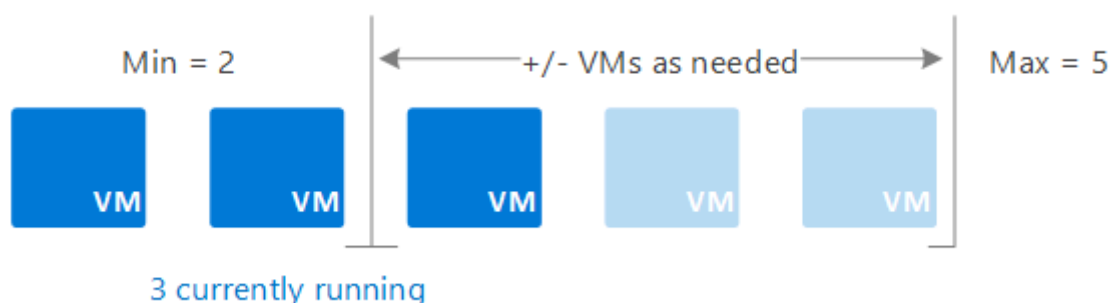 Min = 2
+/- VMs as needed
Max = 5
VM
VM
VM
VM
VM
3 currently running